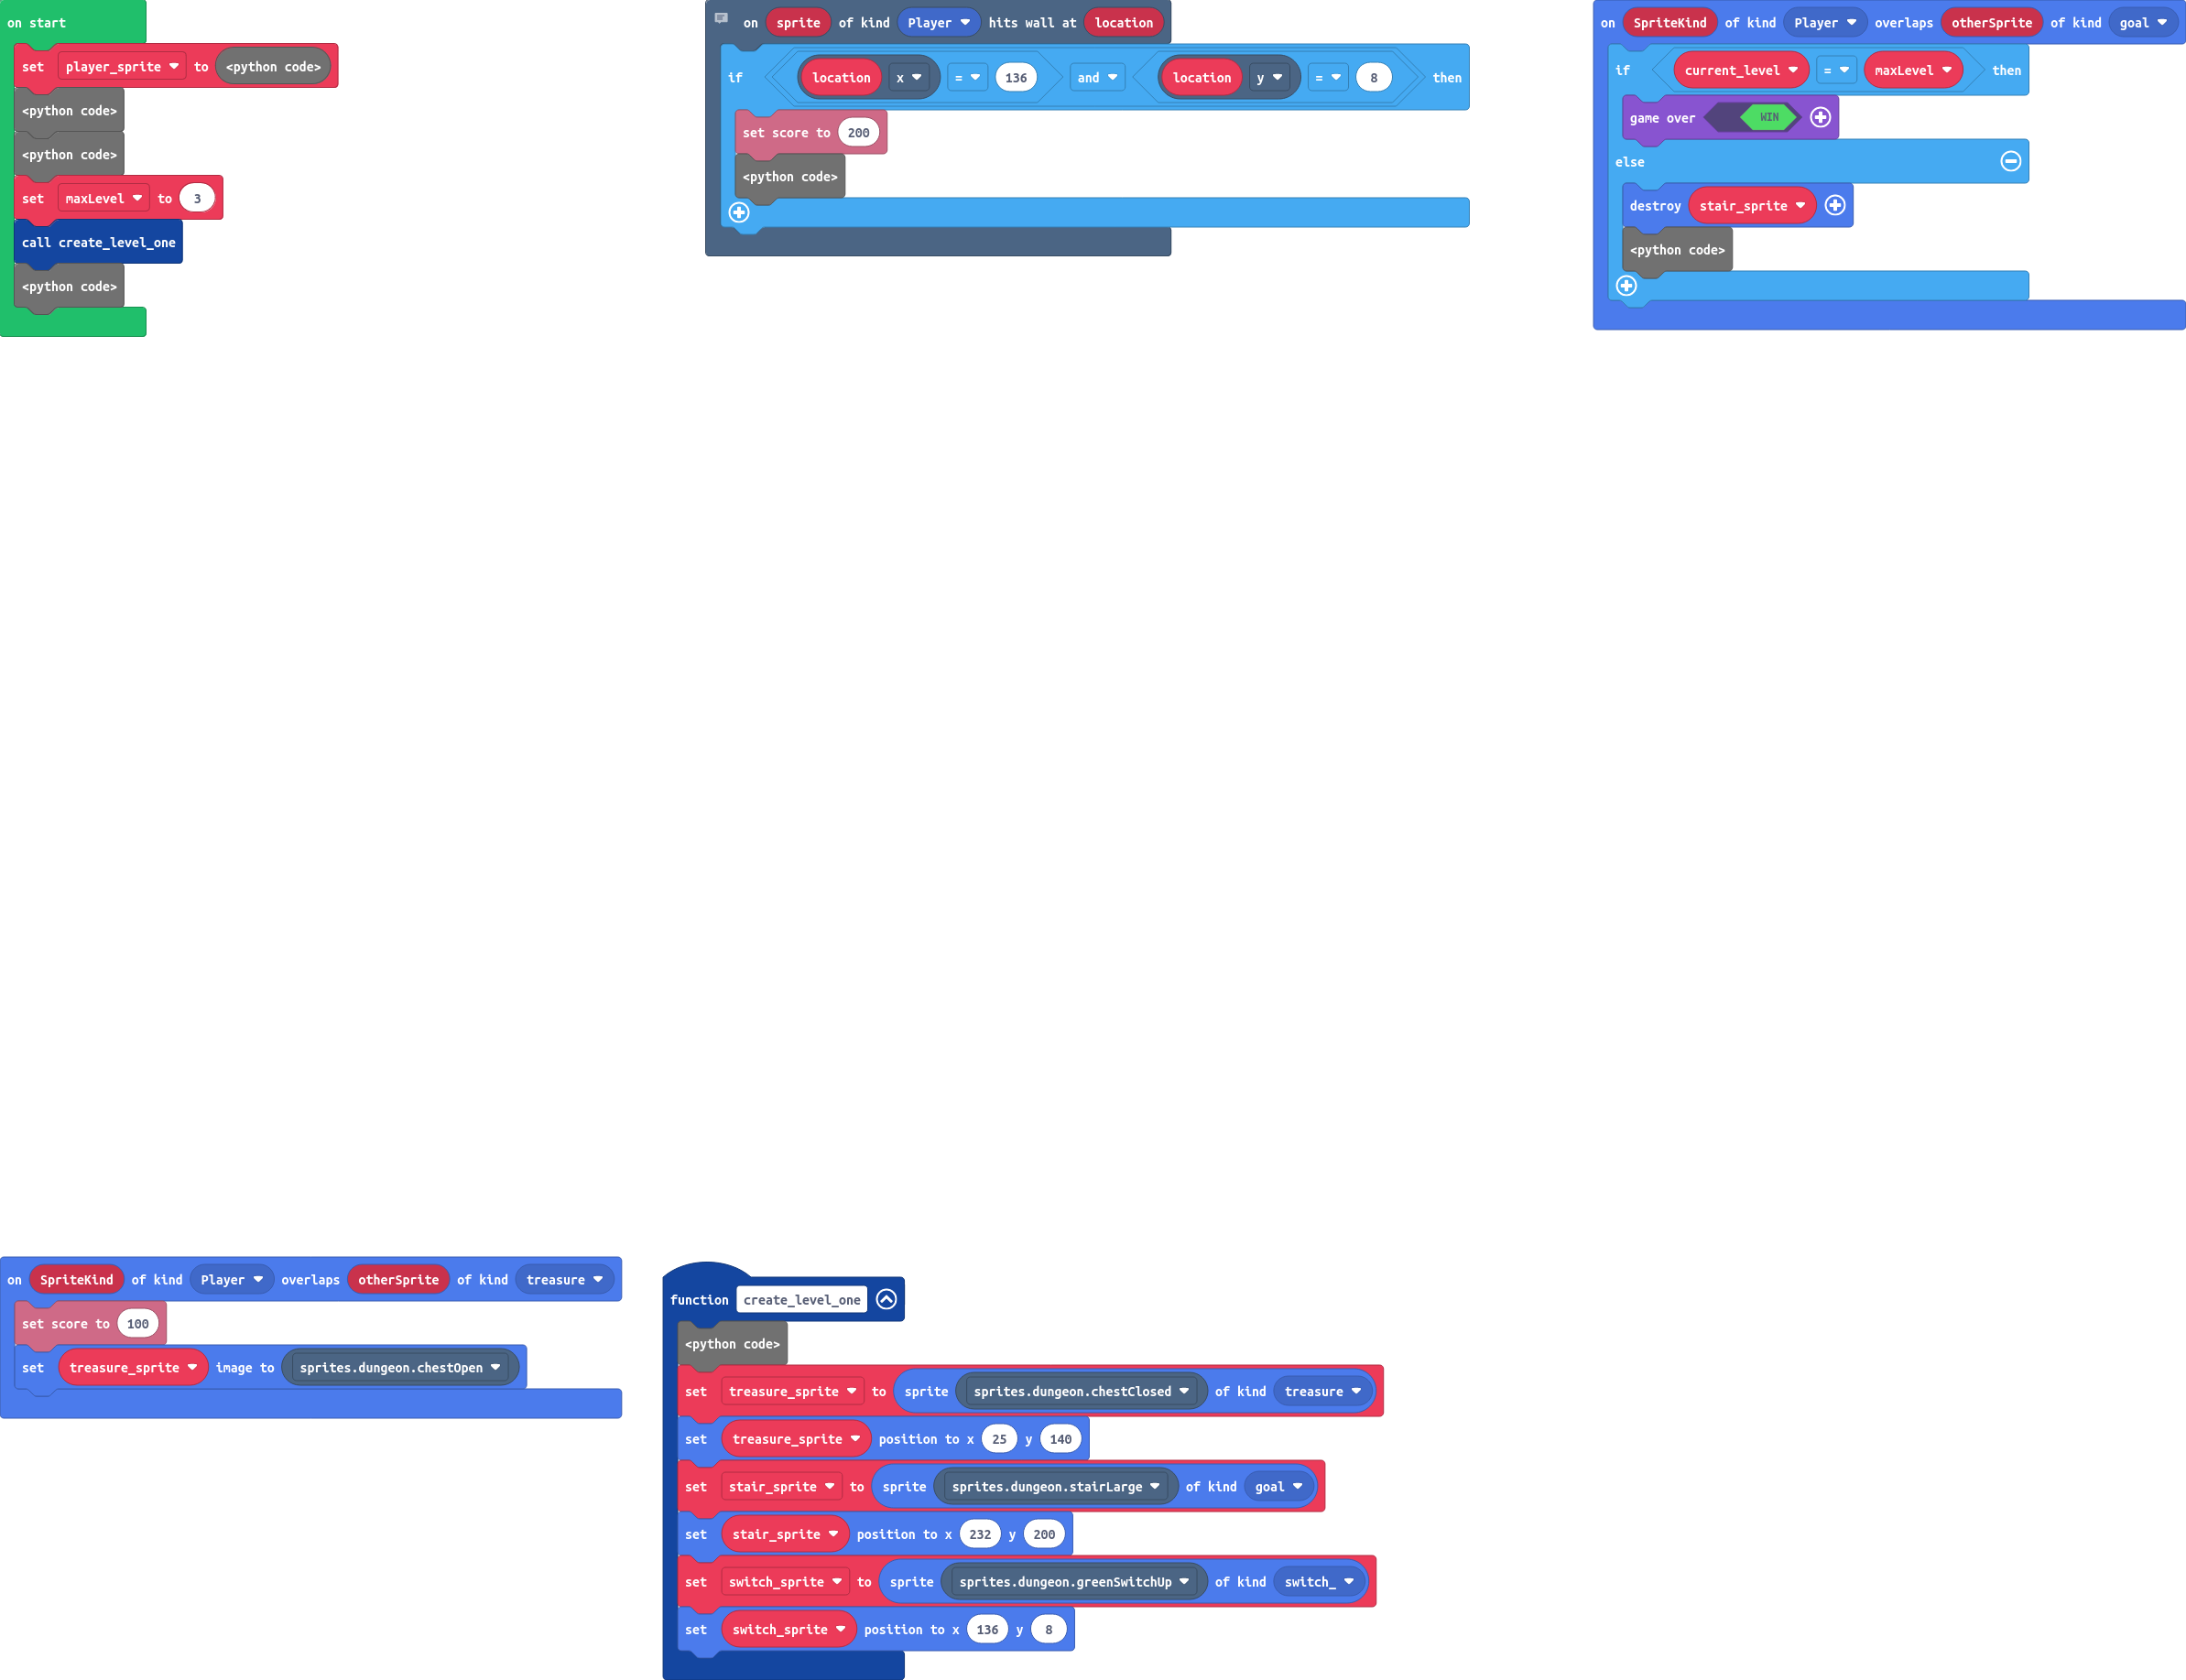 on start
set player_sprite to <python code>
<python code>
<python code>
set maxLevel to 3
call create_level_one
<python code>
on sprite of kind Player hits wall at location
if location x = 136 and location y = 8 then
set score to 200
<python code>
on SpriteKind of kind Player overlaps otherSprite of kind goal
if current_level = maxLevel then
game over WIN
else
destroy stair_sprite
<python code>
on SpriteKind of kind Player overlaps otherSprite of kind treasure
set score to 100
set treasure_sprite image to sprites.dungeon.chestOpen
function create_level_one
<python code>
set treasure_sprite to sprite sprites.dungeon.chestClosed of kind treasure
set treasure_sprite position to x 25 y 140
set stair_sprite to sprite sprites.dungeon.stairLarge of kind goal
set stair_sprite position to x 232 y 200
set switch_sprite to sprite sprites.dungeon.greenSwitchUp of kind switch_
set switch_sprite position to x 136 y 8